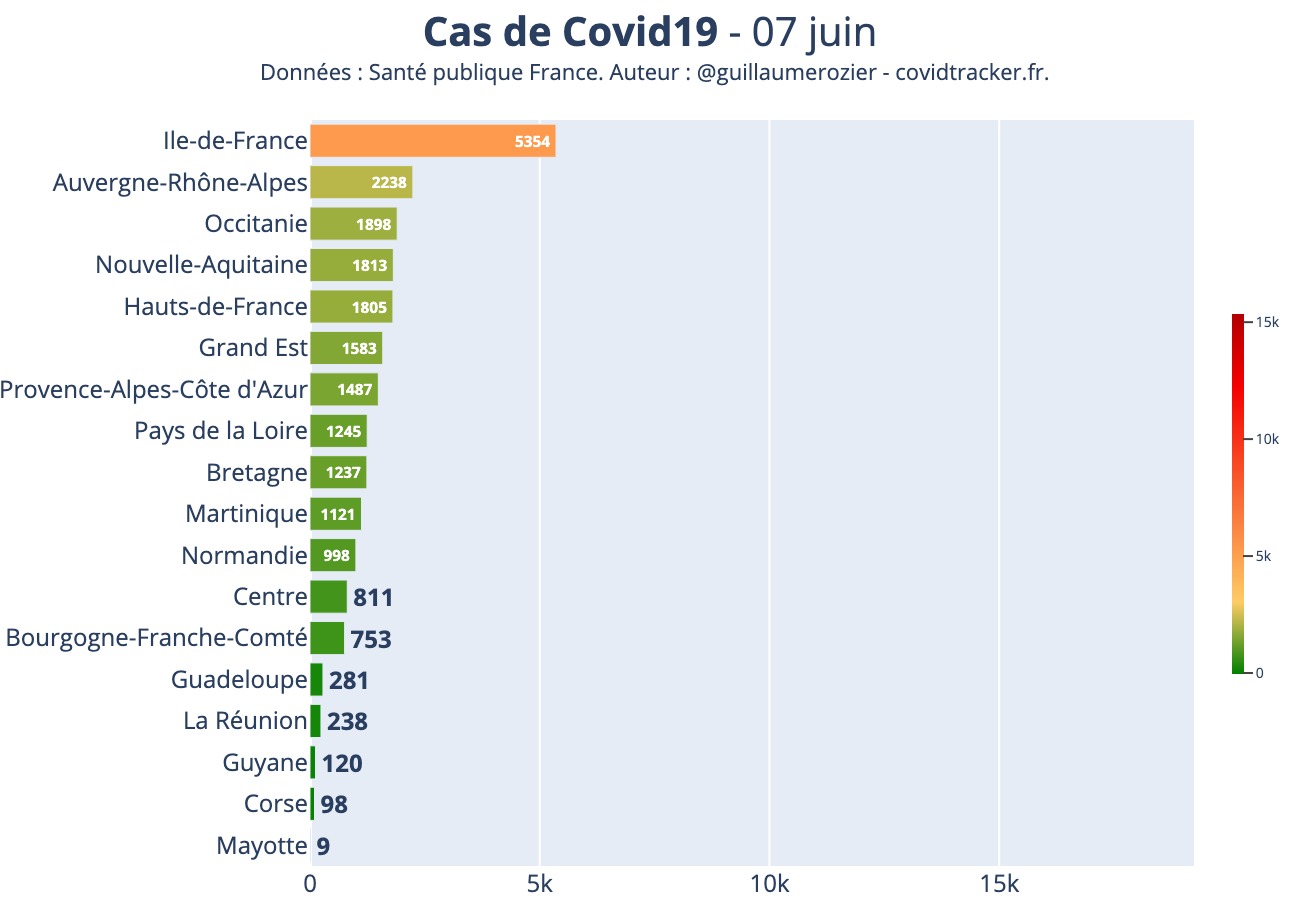 Cas de Covid19 - 07 juin
Données : Santé publique France. Auteur : @guillaumerozier - covidtracker.fr.
Ile-de-France 5354
Auvergne-Rhône-Alpes 2238
Occitanie 1898
Nouvelle-Aquitaine 1813
Hauts-de-France 1805
Grand Est 1583
Provence-Alpes-Côte d'Azur 1487
Pays de la Loire 1245
Bretagne 1237
Martinique 1121
Normandie 998
Centre 811
Bourgogne-Franche-Comté 753
Guadeloupe 281
La Réunion 238
Guyane 120
Corse 98
Mayotte 9
0 5k 10k 15k
15k
10k
5k
0